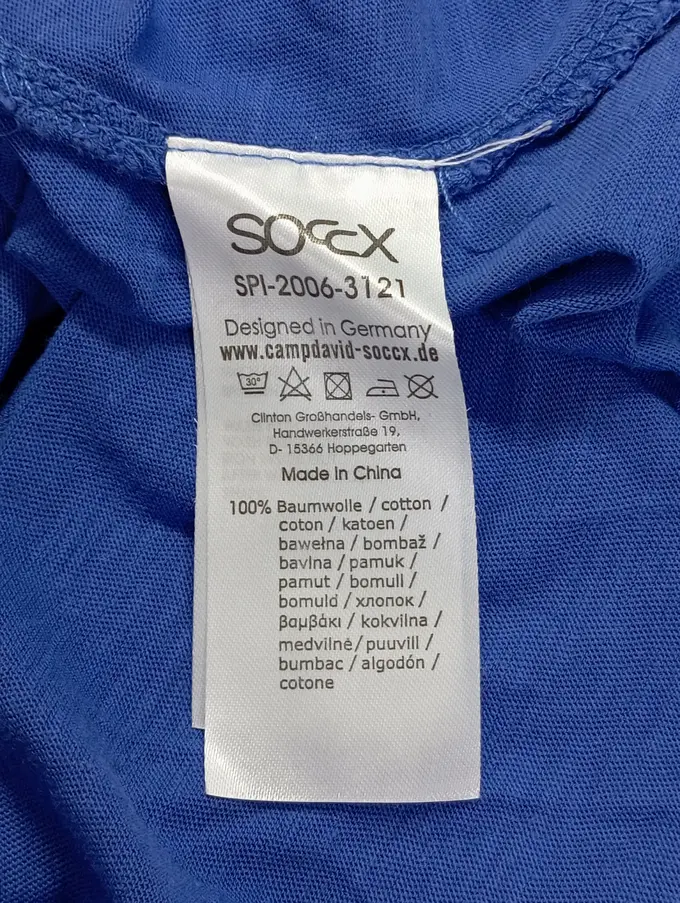 SOCCX
SPI-2006-3121
Designed in Germany
www.campdavid-soccx.de
30°
Clinton Großhandels- GmbH,
Handwerkerstraße 19,
D- 15366 Hoppegarten
Made in China
100% Baumwolle / cotton /
coton / katoen /
bawełna / bombaž /
bavlna / pamuk /
pamut / bomull /
bomuld / хлопок /
βαμβάκι / kokvilna /
medvilnė / puuvill /
bumbac / algodón /
cotone